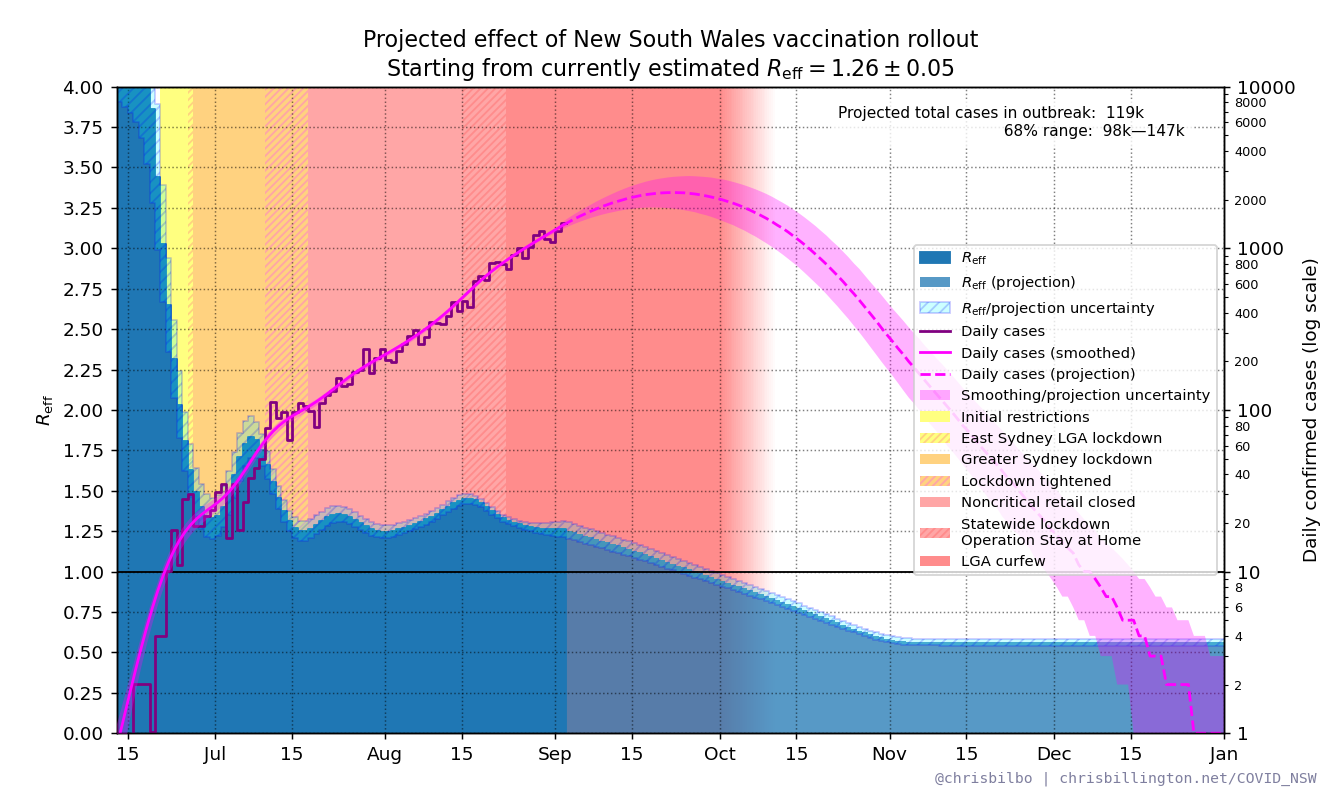 Projected effect of New South Wales vaccination rollout
Starting from currently estimated Reff = 1.26 ± 0.05
Projected total cases in outbreak: 119k
68% range: 98k—147k
Reff
4.00
3.75
3.50
3.25
3.00
2.75
2.50
2.25
2.00
1.75
1.50
1.25
1.00
0.75
0.50
0.25
0.00
Reff
Reff (projection)
Reff/projection uncertainty
Daily cases
Daily cases (smoothed)
Daily cases (projection)
Smoothing/projection uncertainty
Initial restrictions
East Sydney LGA lockdown
Greater Sydney lockdown
Lockdown tightened
Noncritical retail closed
Statewide lockdown
Operation Stay at Home
LGA curfew
10000
8000
6000
4000
2000
1000
800
600
400
200
100
80
60
40
20
10
8
6
4
2
1
Daily confirmed cases (log scale)
15 Jul 15 Aug 15 Sep 15 Oct 15 Nov 15 Dec 15 Jan
@chrisbilbo | chrisbillington.net/COVID_NSW